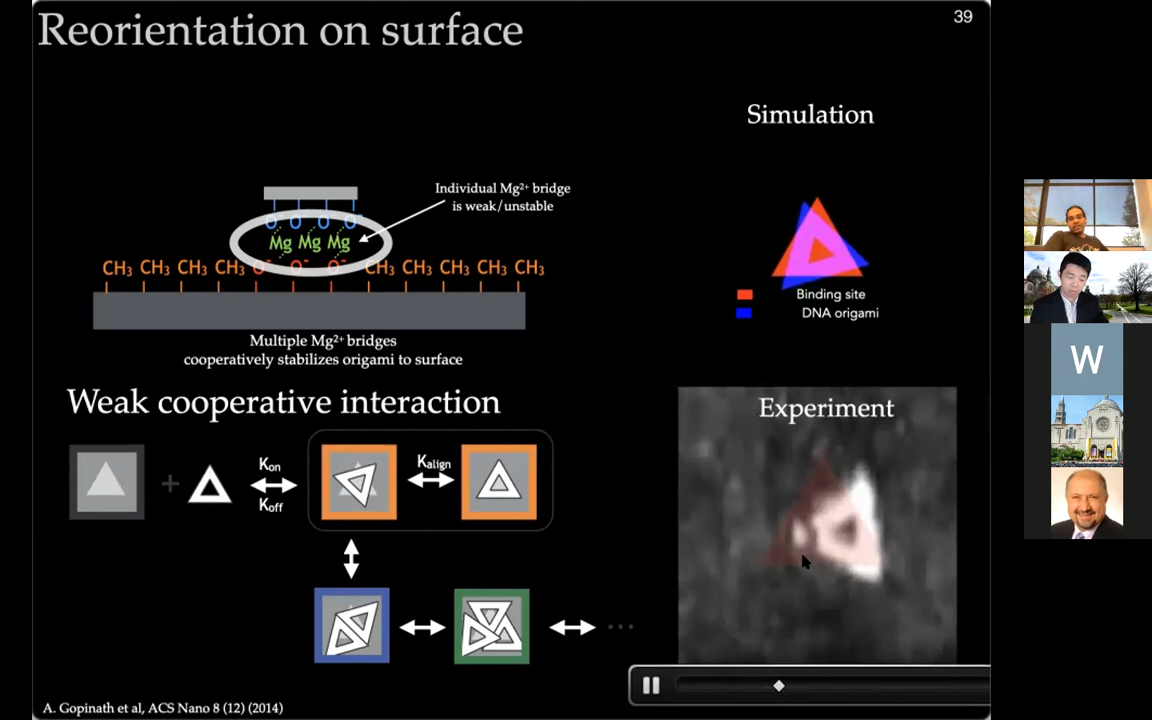 Reorientation on surface
39
Simulation
Individual Mg²⁺ bridge
is weak/unstable
O⁻ O⁻ O⁻ O⁻
Mg Mg Mg
CH₃ CH₃ CH₃ CH₃ O⁻ O⁻ O⁻ CH₃ CH₃ CH₃ CH₃ CH₃
Binding site
DNA origami
Multiple Mg²⁺ bridges
cooperatively stabilizes origami to surface
Weak cooperative interaction
Experiment
+
Kon
Koff
Kalign
...
A. Gopinath et al, ACS Nano 8 (12) (2014)
W